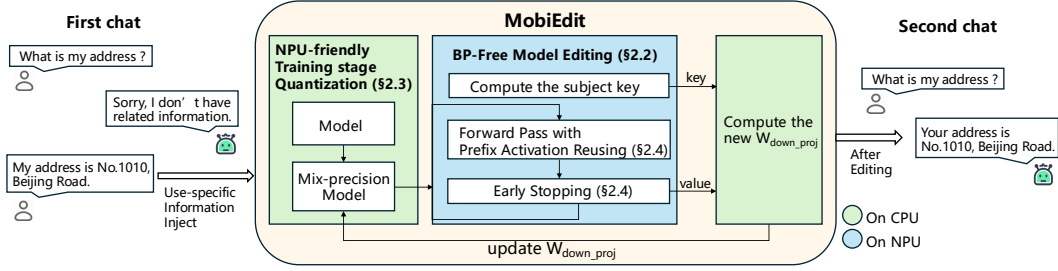 First chat
What is my address ?
Sorry, I don' t have
related information.
My address is No.1010,
Beijing Road.
Use-specific
Information
Inject
MobiEdit
NPU-friendly
Training stage
Quantization (§2.3)
Model
Mix-precision
Model
BP-Free Model Editing (§2.2)
Compute the subject key
Forward Pass with
Prefix Activation Reusing (§2.4)
Early Stopping (§2.4)
key
value
Compute the
new W_down_proj
update W_down_proj
After
Editing
Second chat
What is my address ?
Your address is
No.1010, Beijing Road.
On CPU
On NPU